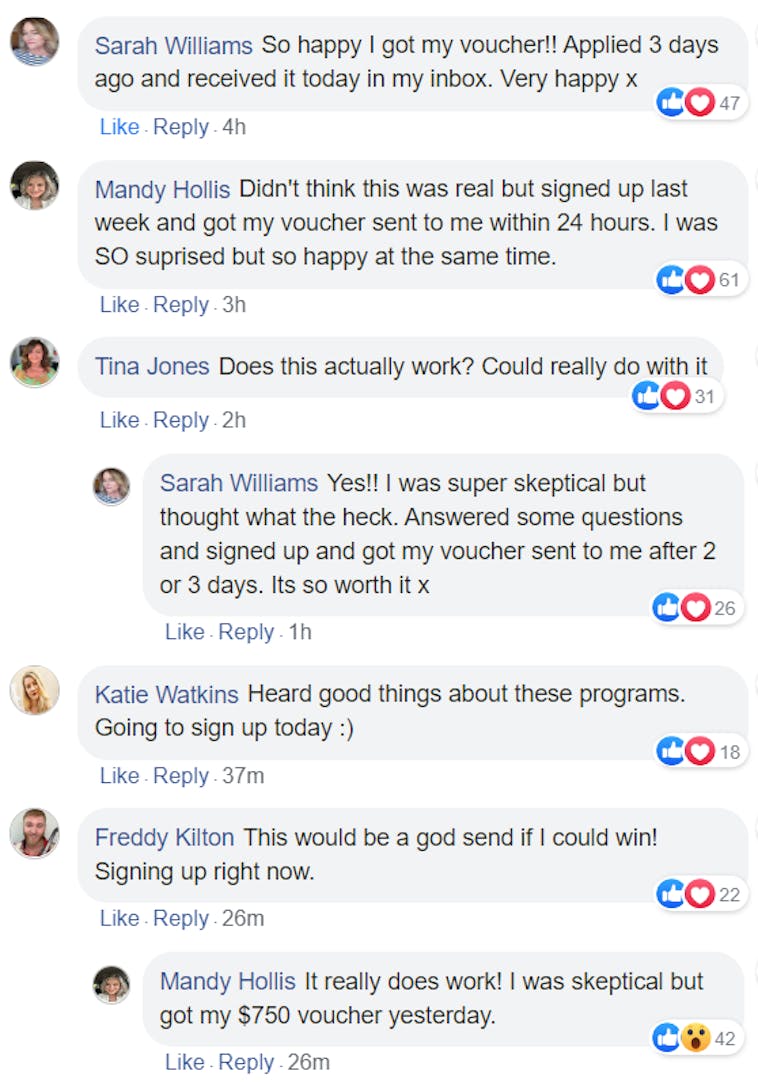 Sarah Williams So happy I got my voucher!! Applied 3 days
ago and received it today in my inbox. Very happy x
47
Like · Reply · 4h
Mandy Hollis Didn't think this was real but signed up last
week and got my voucher sent to me within 24 hours. I was
SO suprised but so happy at the same time.
61
Like · Reply · 3h
Tina Jones Does this actually work? Could really do with it
31
Like · Reply · 2h
Sarah Williams Yes!! I was super skeptical but
thought what the heck. Answered some questions
and signed up and got my voucher sent to me after 2
or 3 days. Its so worth it x
26
Like · Reply · 1h
Katie Watkins Heard good things about these programs.
Going to sign up today :)
18
Like · Reply · 37m
Freddy Kilton This would be a god send if I could win!
Signing up right now.
22
Like · Reply · 26m
Mandy Hollis It really does work! I was skeptical but
got my $750 voucher yesterday.
42
Like · Reply · 26m